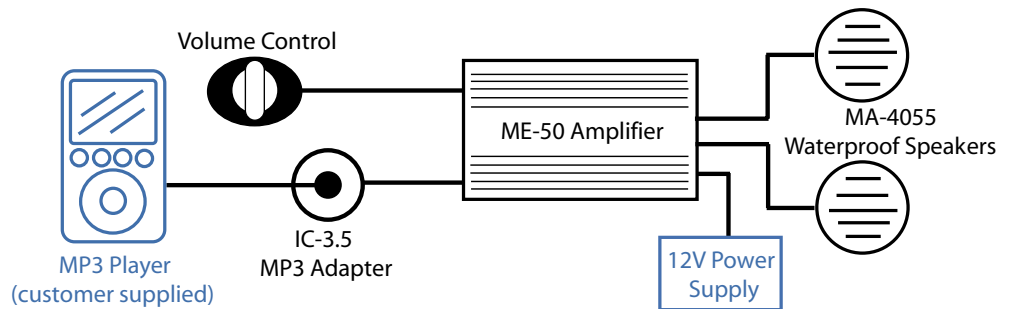 Volume Control
ME-50 Amplifier
MA-4055
Waterproof Speakers
IC-3.5
MP3 Adapter
MP3 Player
(customer supplied)
12V Power
Supply